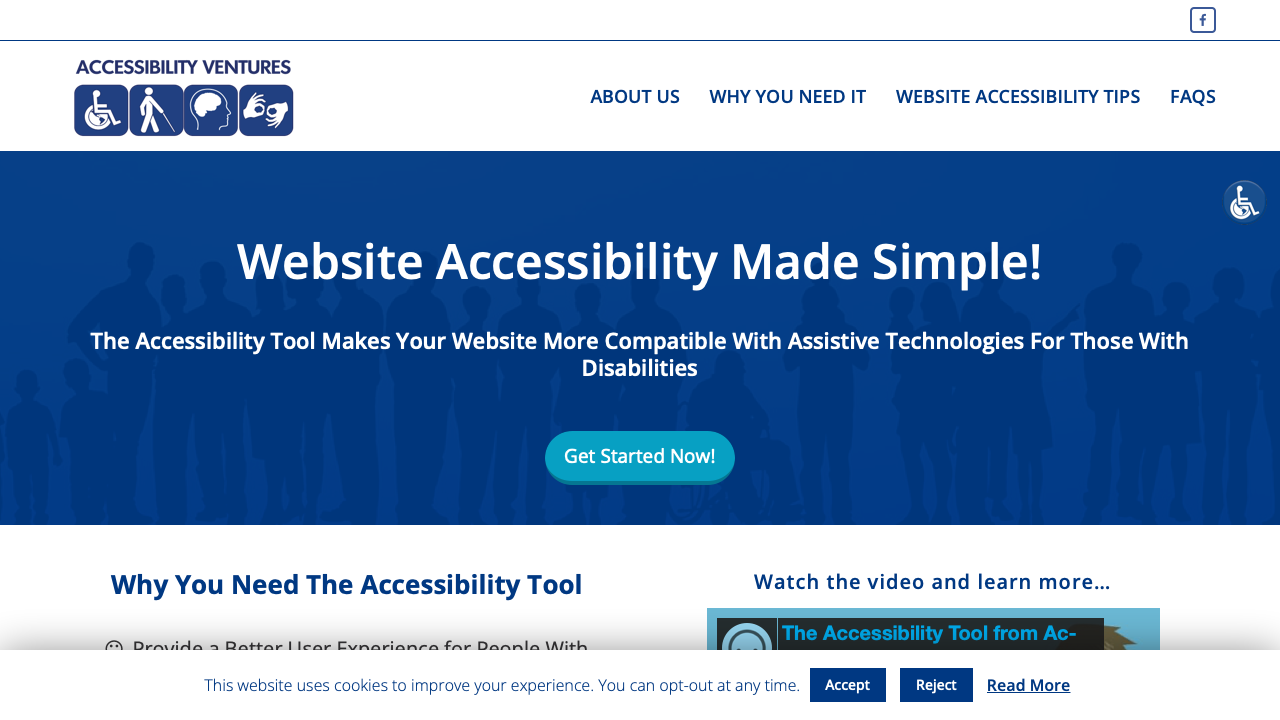 ACCESSIBILITY VENTURES
ABOUT US
WHY YOU NEED IT
WEBSITE ACCESSIBILITY TIPS
FAQS
Website Accessibility Made Simple!
The Accessibility Tool Makes Your Website More Compatible With Assistive Technologies For Those With
Disabilities
Get Started Now!
Why You Need The Accessibility Tool
Provide a Better User Experience for People With
Watch the video and learn more...
The Accessibility Tool from Ac-
This website uses cookies to improve your experience. You can opt-out at any time.
Accept
Reject
Read More